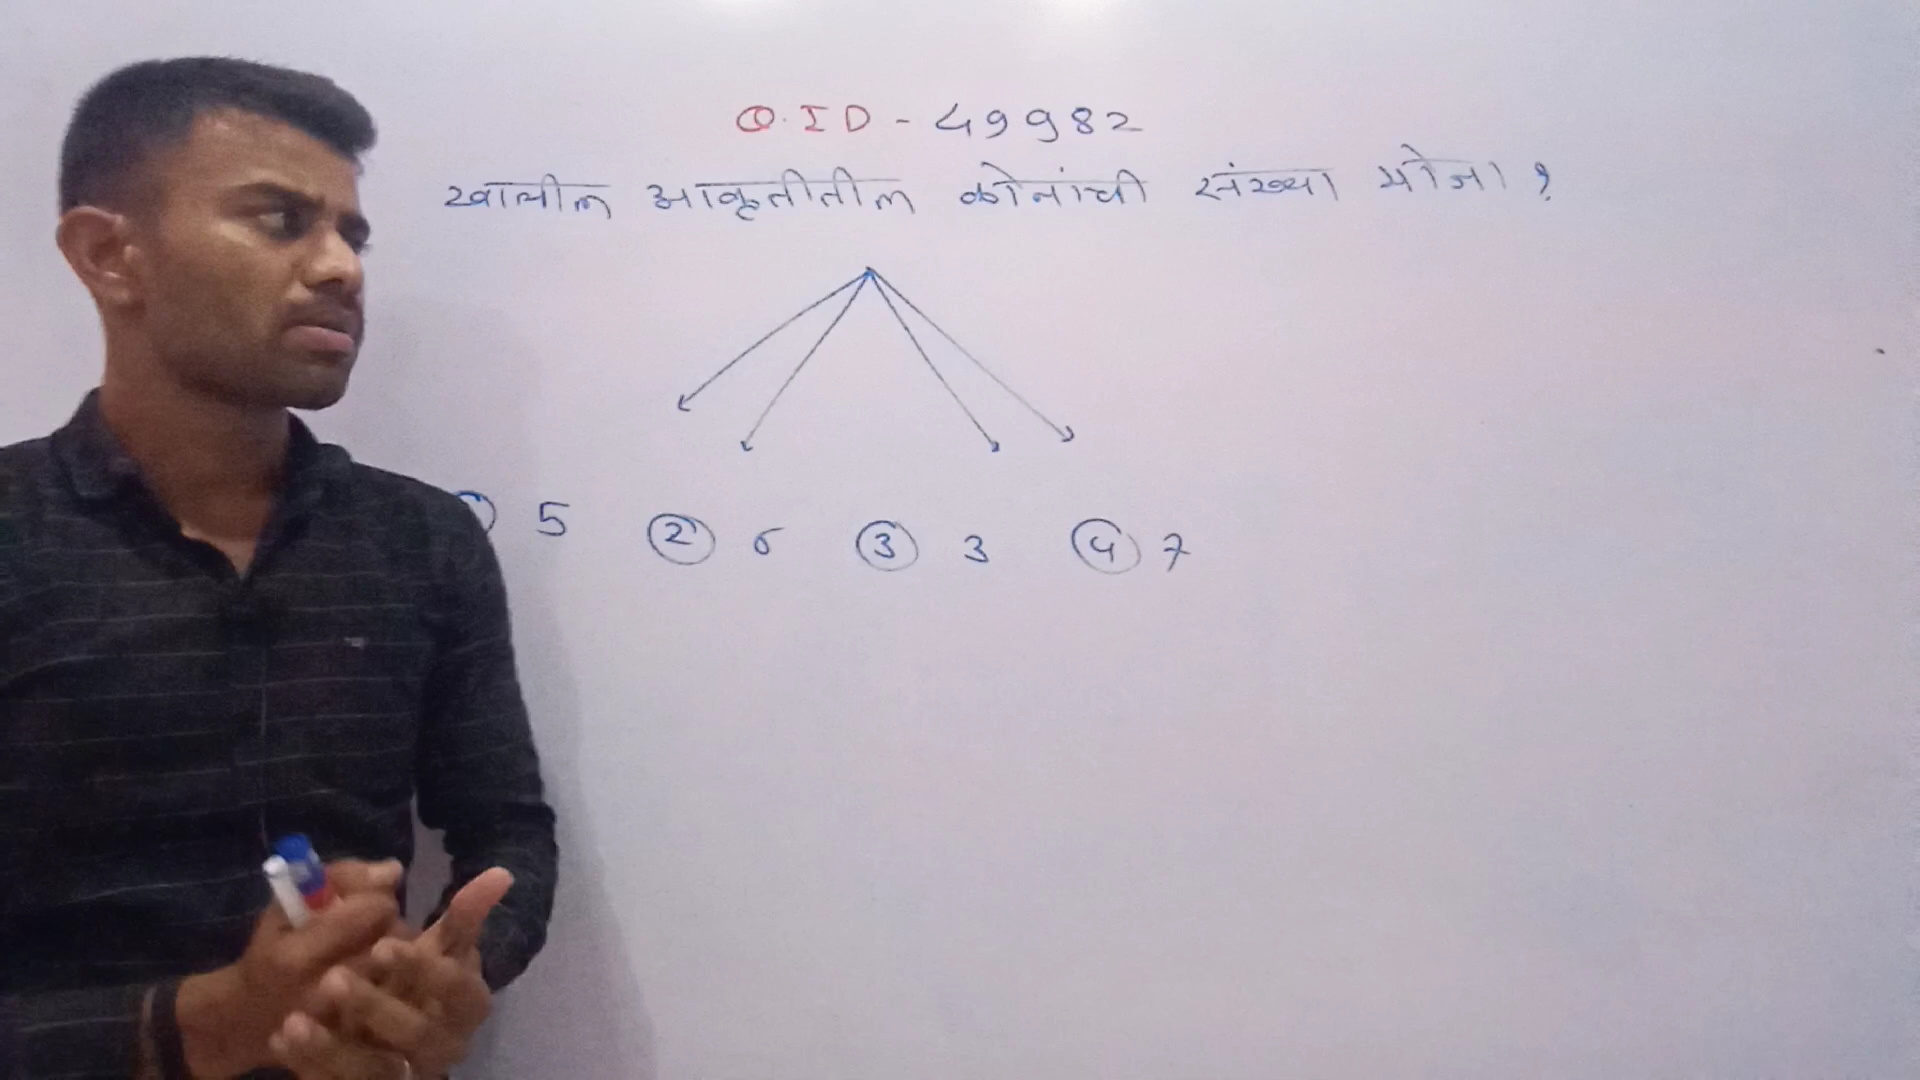 Q.ID - 49982
खालील आकृतीतील कोनांची संख्या मोजा ?
5 ② 6 ③ 3 ④ 7